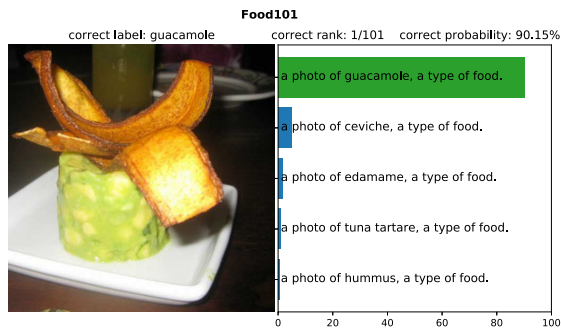 Food101
correct label: guacamole
correct rank: 1/101
correct probability: 90.15%
a photo of guacamole, a type of food.
a photo of ceviche, a type of food.
a photo of edamame, a type of food.
a photo of tuna tartare, a type of food.
a photo of hummus, a type of food.
0 20 40 60 80 100